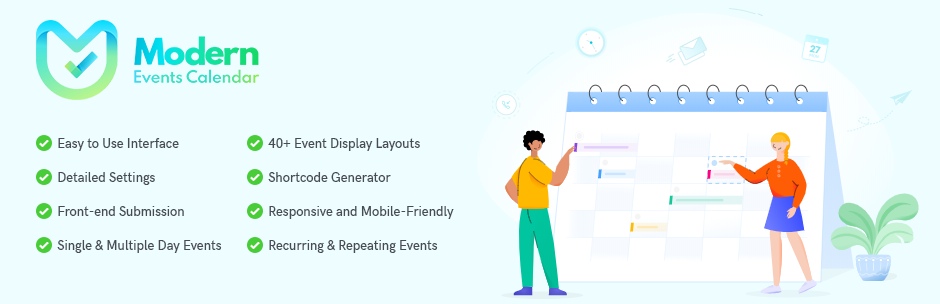 Modern
Events Calendar
Easy to Use Interface
Detailed Settings
Front-end Submission
Single & Multiple Day Events
40+ Event Display Layouts
Shortcode Generator
Responsive and Mobile-Friendly
Recurring & Repeating Events
27